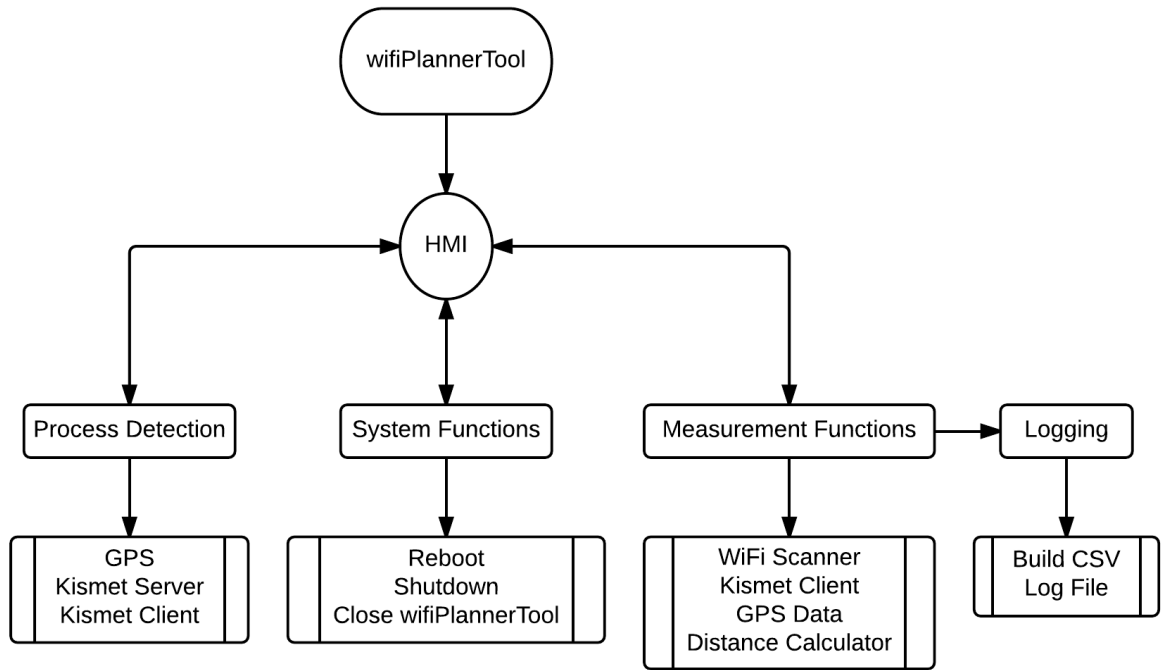 wifiPlannerTool
HMI
Process Detection
System Functions
Measurement Functions
Logging
GPS
Kismet Server
Kismet Client
Reboot
Shutdown
Close wifiPlannerTool
WiFi Scanner
Kismet Client
GPS Data
Distance Calculator
Build CSV
Log File